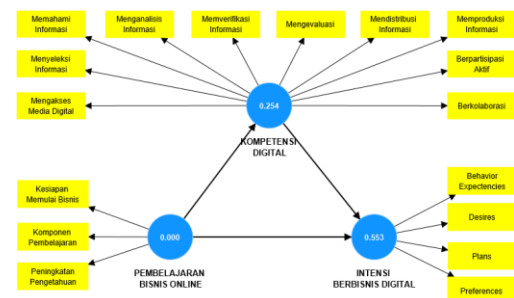 Memahami
Informasi
Menganalisis
Informasi
Memverifikasi
Informasi
Mengevaluasi
Mendistribusi
Informasi
Memproduksi
Informasi
Menyeleksi
Informasi
Berpartisipasi
Aktif
Mengakses
Media Digital
0.254
Berkolaborasi
KOMPETENSI
DIGITAL
Kesiapan
Memulai Bisnis
Behavior
Expectencies
Komponen
Pembelajaran
0.000
0.553
Desires
Peningkatan
Pengetahuan
Plans
PEMBELAJARAN
BISNIS ONLINE
INTENSI
BERBISNIS DIGITAL
Preferences